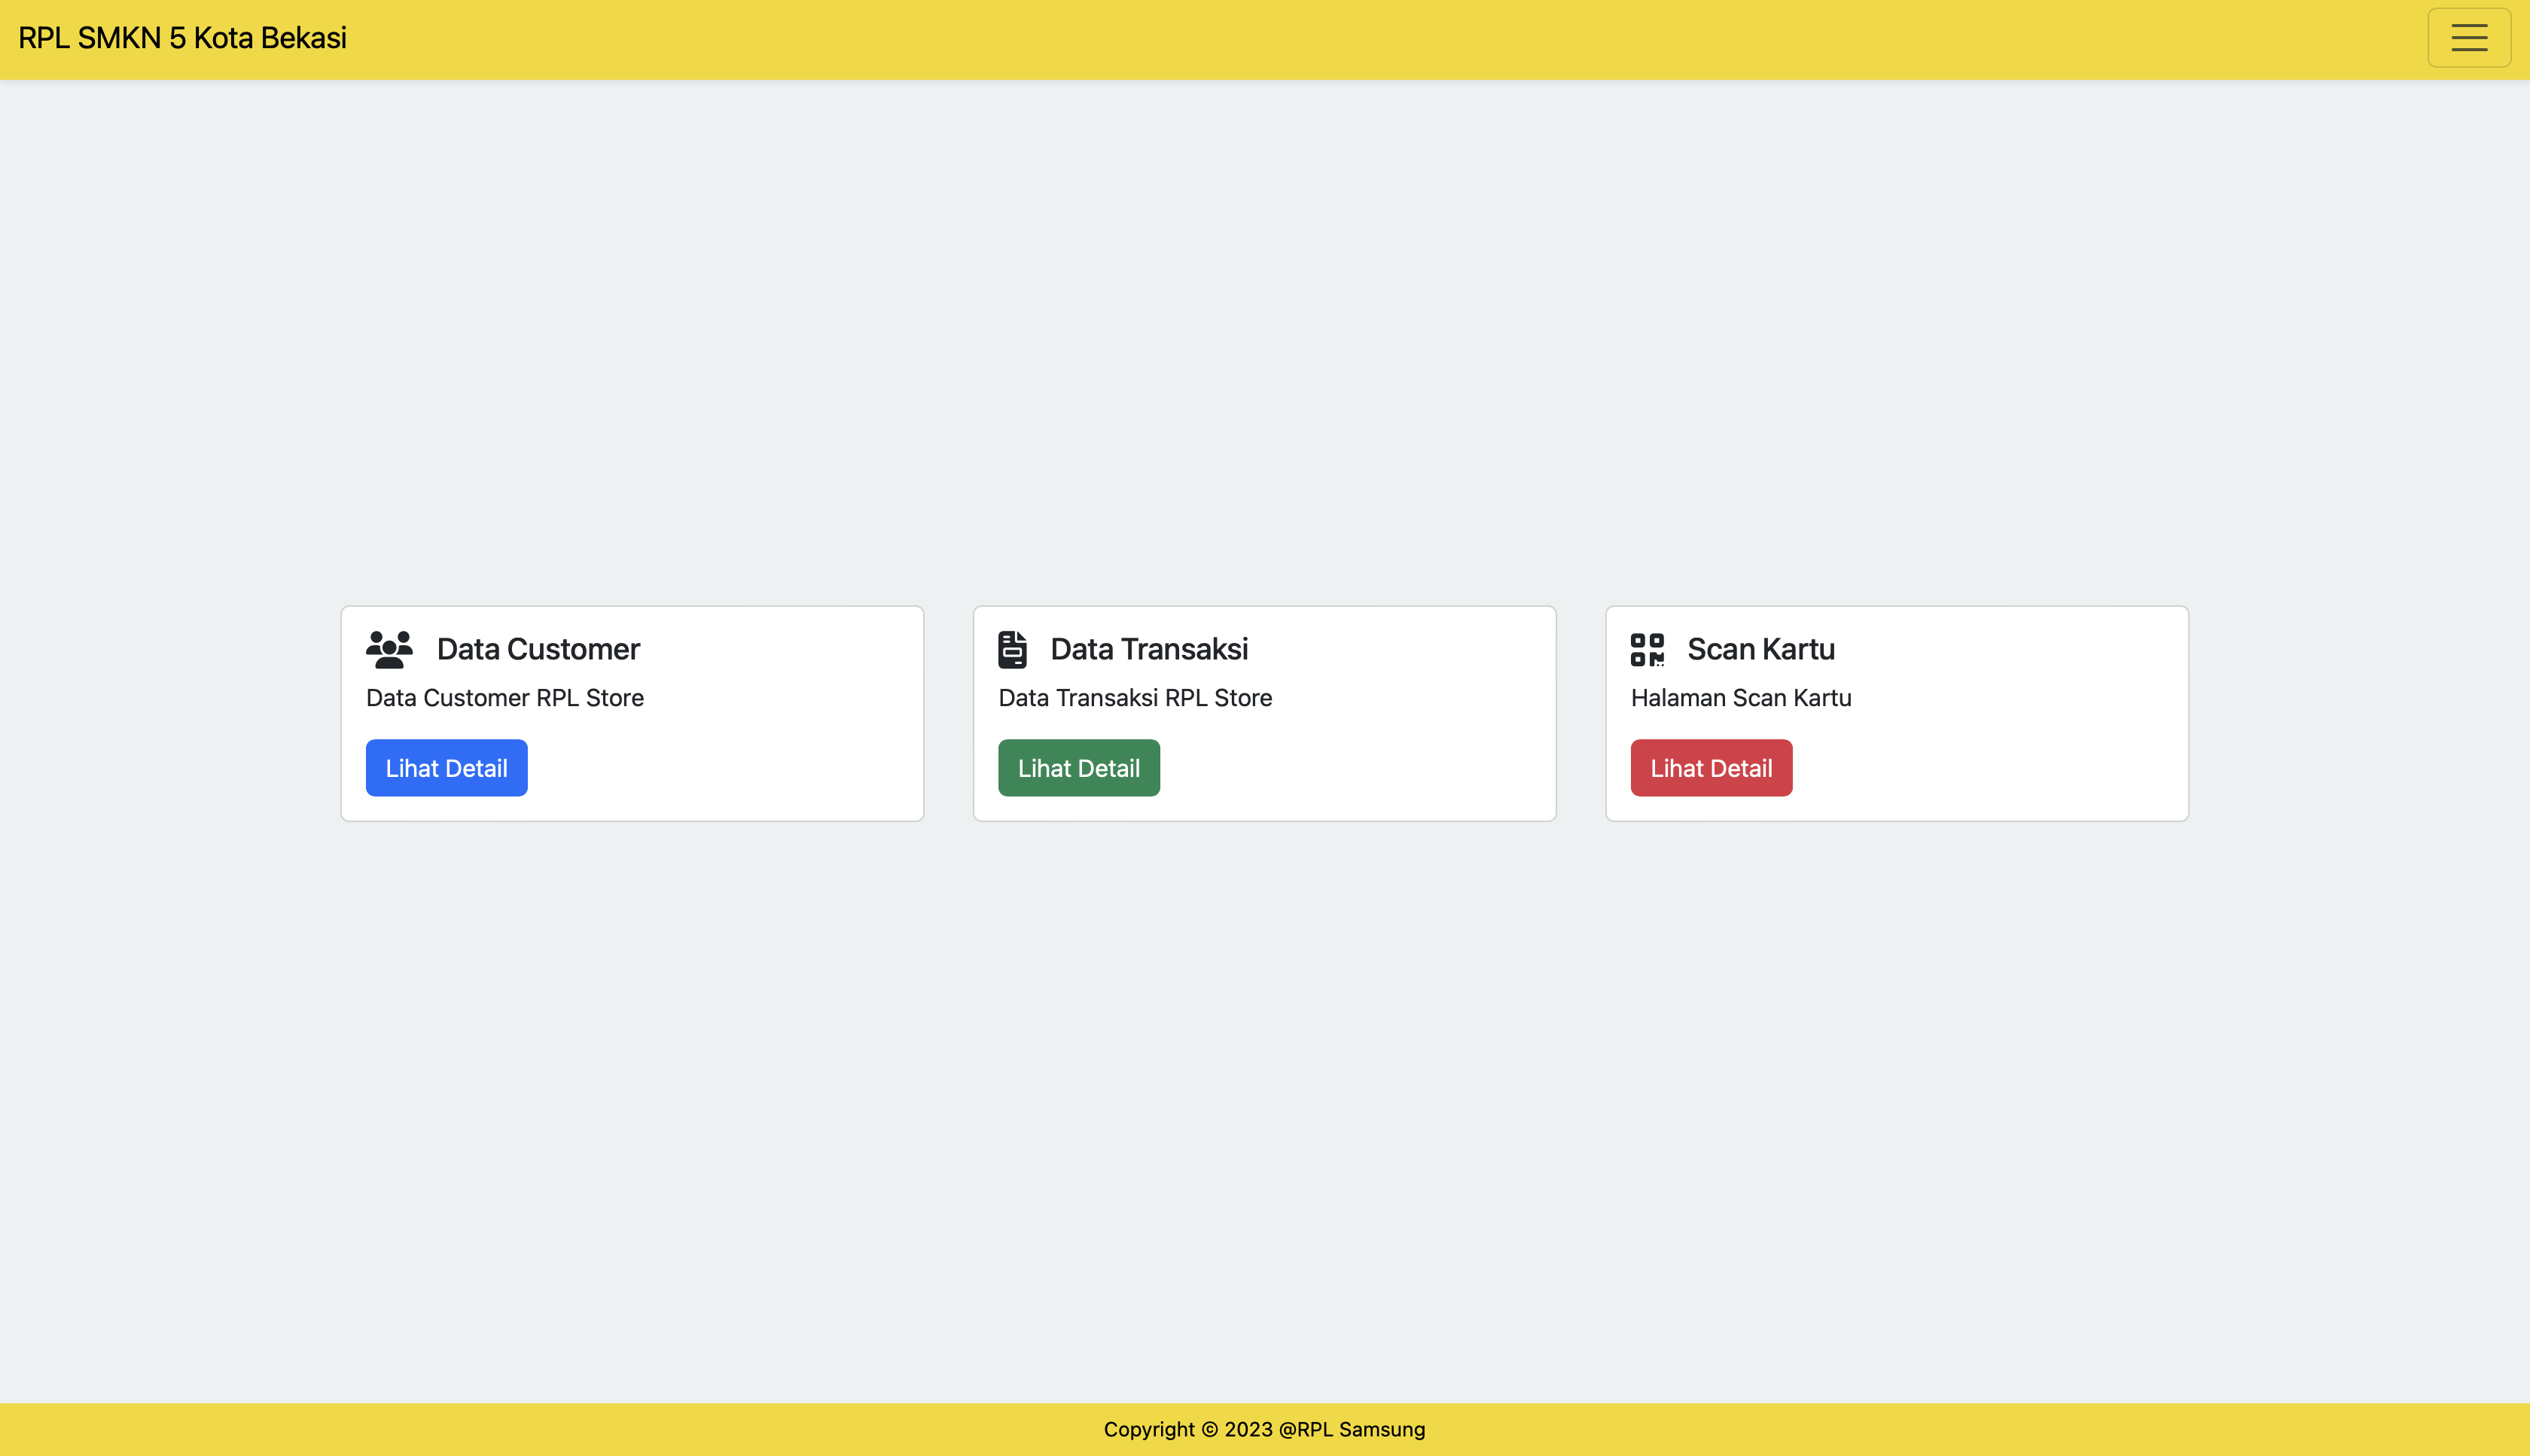 RPL SMKN 5 Kota Bekasi
Data Customer
Data Customer RPL Store
Lihat Detail
Data Transaksi
Data Transaksi RPL Store
Lihat Detail
Scan Kartu
Halaman Scan Kartu
Lihat Detail
Copyright © 2023 @RPL Samsung